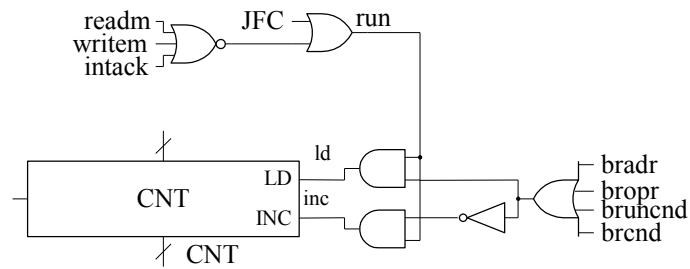 readm
JFC
run
writem
intack
ld
LD
CNT
inc
INC
CNT
bradr
bropr
bruncnd
brcnd